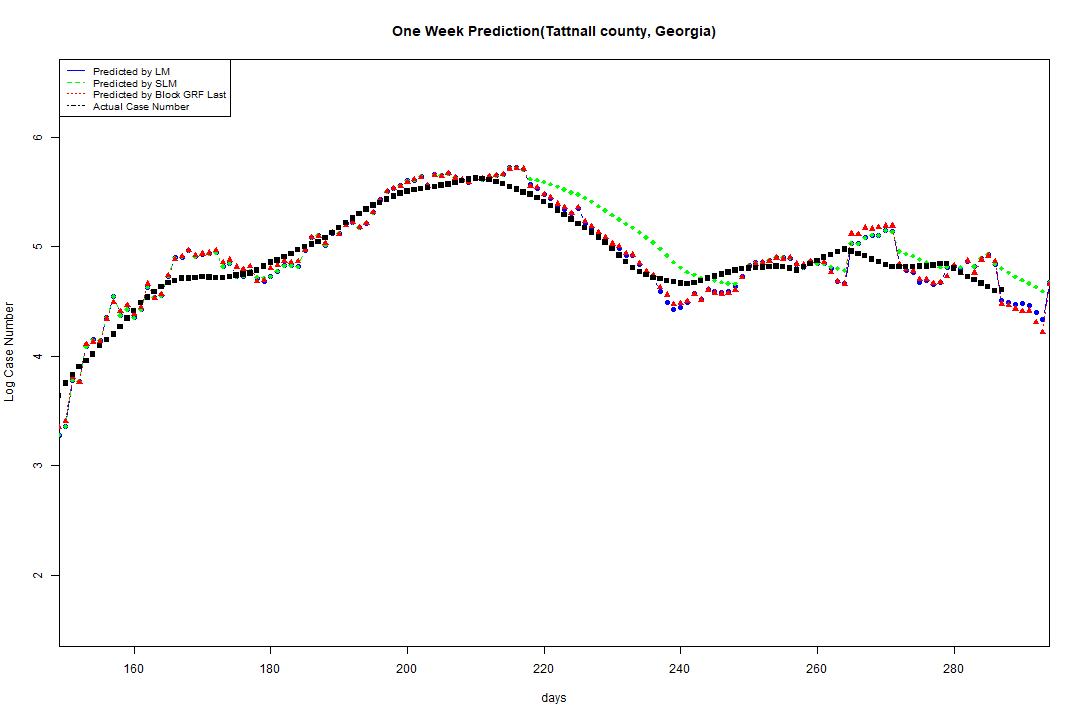 One Week Prediction(Tattnall county, Georgia)
Predicted by LM
Predicted by SLM
Predicted by Block GRF Last
Actual Case Number
6
5
4
3
2
Log Case Number
160 180 200 220 240 260 280
days